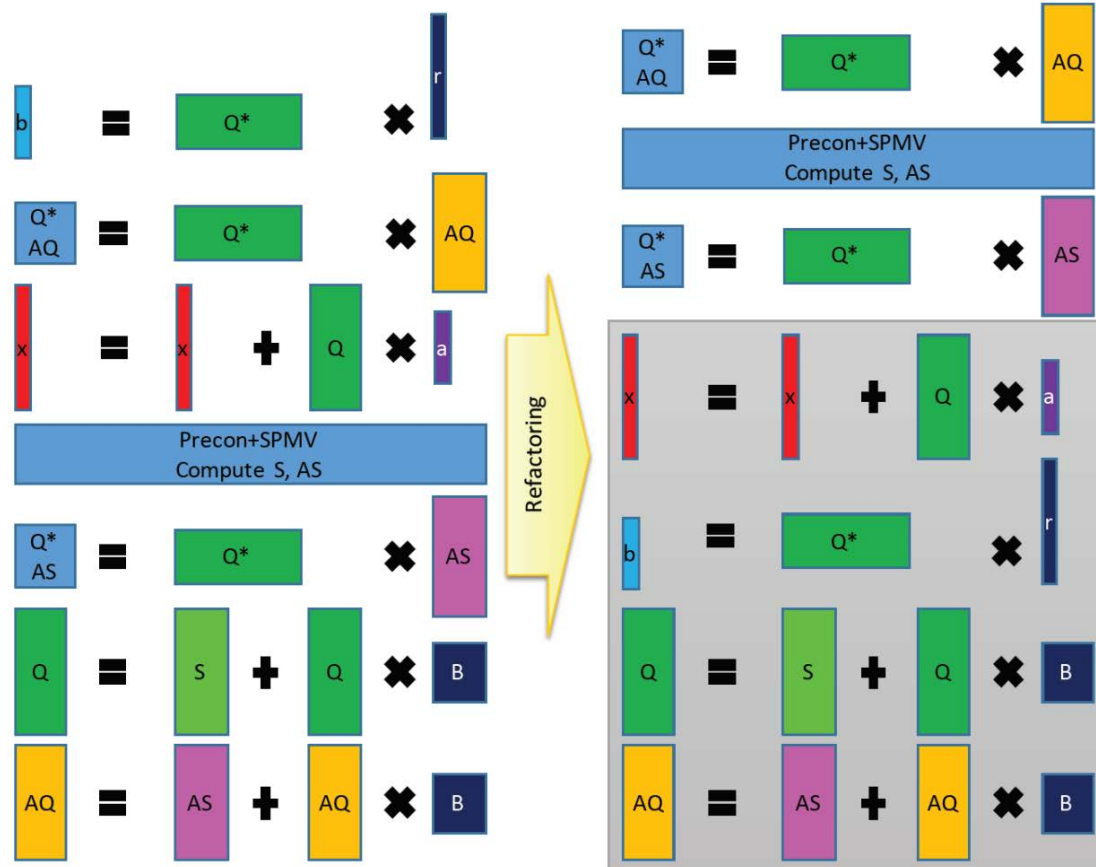 b
Q*
r
Q*
AQ
Q*
AQ
x
x
Q
a
Precon+SPMV
Compute S, AS
Q*
AS
Q*
AS
Q
S
Q
B
AQ
AS
AQ
B
Refactoring
Q*
AQ
Q*
AQ
Precon+SPMV
Compute S, AS
Q*
AS
Q*
AS
x
x
Q
a
b
Q*
r
Q
S
Q
B
AQ
AS
AQ
B